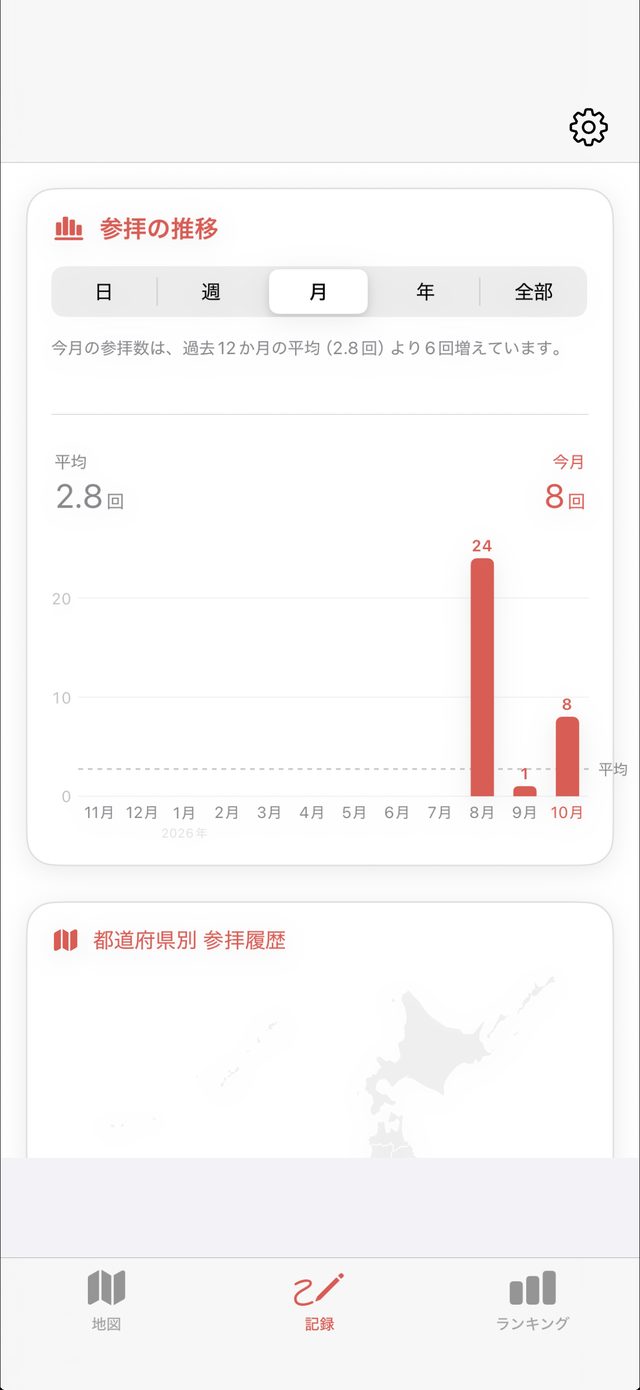 参拝の推移
日 週 月 年 全部
今月の参拝数は、過去12か月の平均（2.8回）より6回増えています。
平均 今月
2.8回 8回
24
20
10
8
1
平均
0
11月 12月 1月 2月 3月 4月 5月 6月 7月 8月 9月 10月
2026年
都道府県別 参拝履歴
地図 記録 ランキング